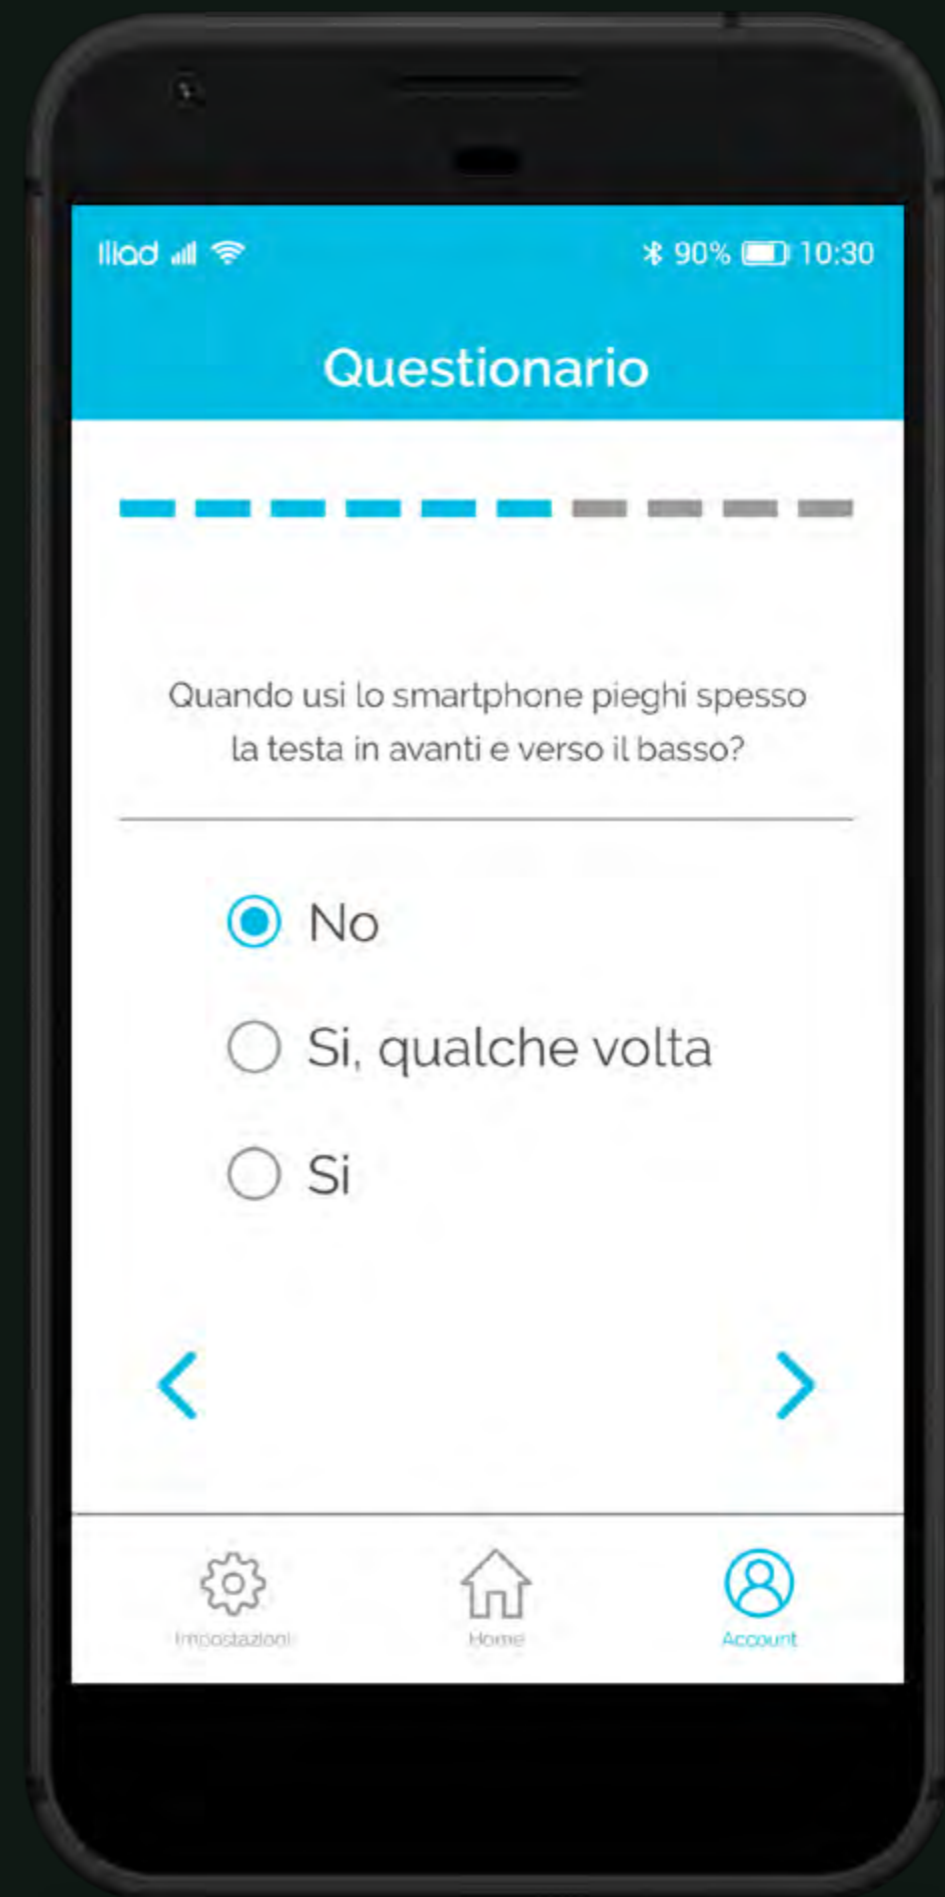 Iliad
90% 10:30
Questionario
Quando usi lo smartphone pieghi spesso
la testa in avanti e verso il basso?
No
Si, qualche volta
Si
Impostazioni
Home
Account